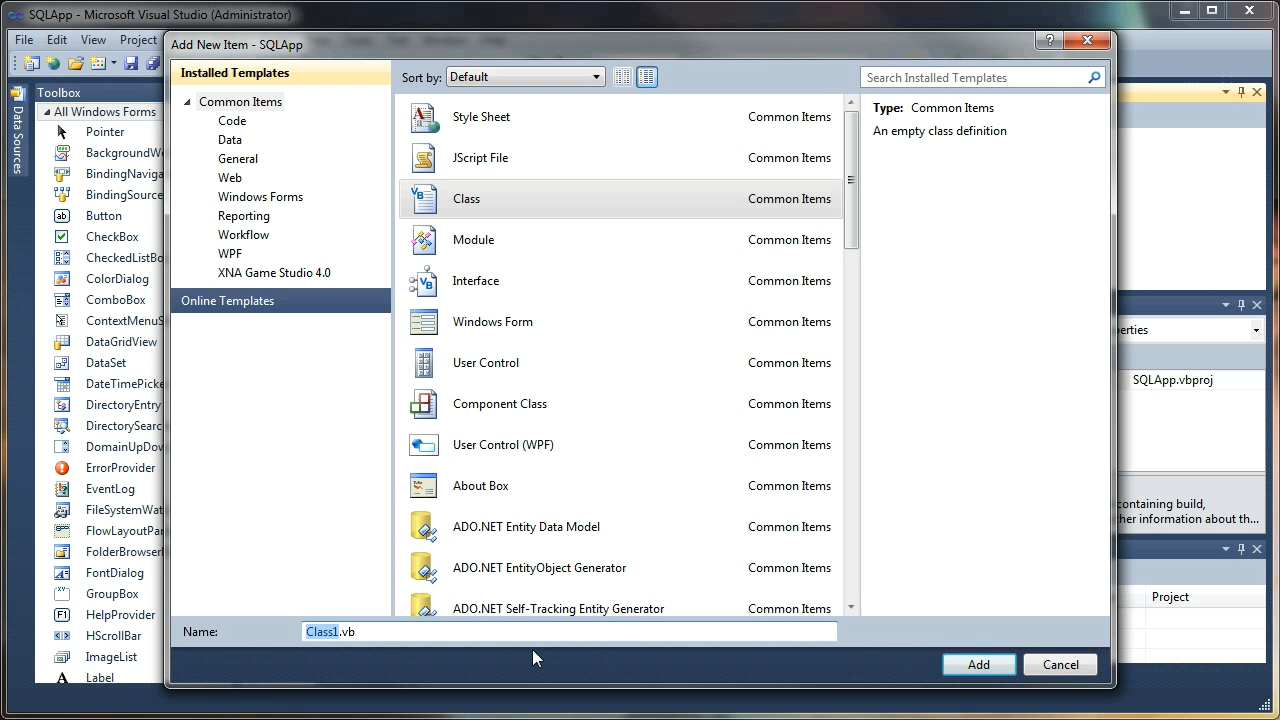 SQLApp - Microsoft Visual Studio (Administrator)
File Edit View Project
Add New Item - SQLApp
Data Sources
Toolbox
All Windows Forms
Pointer
BindingNaviga
BindingSource
Button
CheckBox
CheckedListBo
ColorDialog
ComboBox
DataGridView
DataSet
DateTimePicke
DirectoryEntry
DirectorySearc
DomainUpDov
ErrorProvider
EventLog
FileSystemWat
FlowLayoutPar
FolderBrowser
FontDialog
GroupBox
HelpProvider
HScrollBar
ImageList
Label
Installed Templates
Common Items
Code
Data
General
Web
Windows Forms
Reporting
Workflow
WPF
XNA Game Studio 4.0
Online Templates
Sort by: Default
Search Installed Templates
Style Sheet Common Items
JScript File Common Items
Class Common Items
Module Common Items
Interface Common Items
Windows Form Common Items
User Control Common Items
Component Class Common Items
User Control (WPF) Common Items
About Box Common Items
ADO.NET Entity Data Model Common Items
ADO.NET EntityObject Generator Common Items
ADO.NET Self-Tracking Entity Generator Common Items
Type: Common Items
An empty class definition
Name: Class1.vb
Add Cancel
erties
SQLApp.vbproj
containing build,
her information about th...
Project